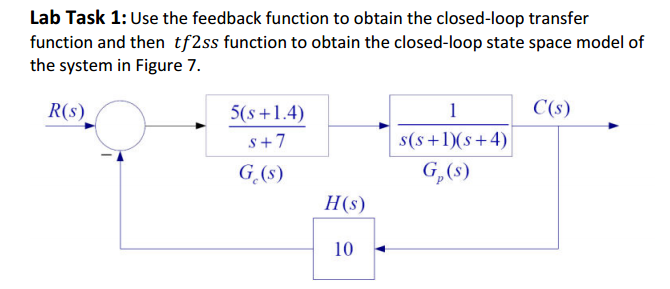 Lab Task 1: Use the feedback function to obtain the closed-loop transfer
function and then tf2ss function to obtain the closed-loop state space model of
the system in Figure 7.
R(s)
5(s+1.4)
s+7
G_c(s)
1
s(s+1)(s+4)
G_p(s)
C(s)
−
H(s)
10